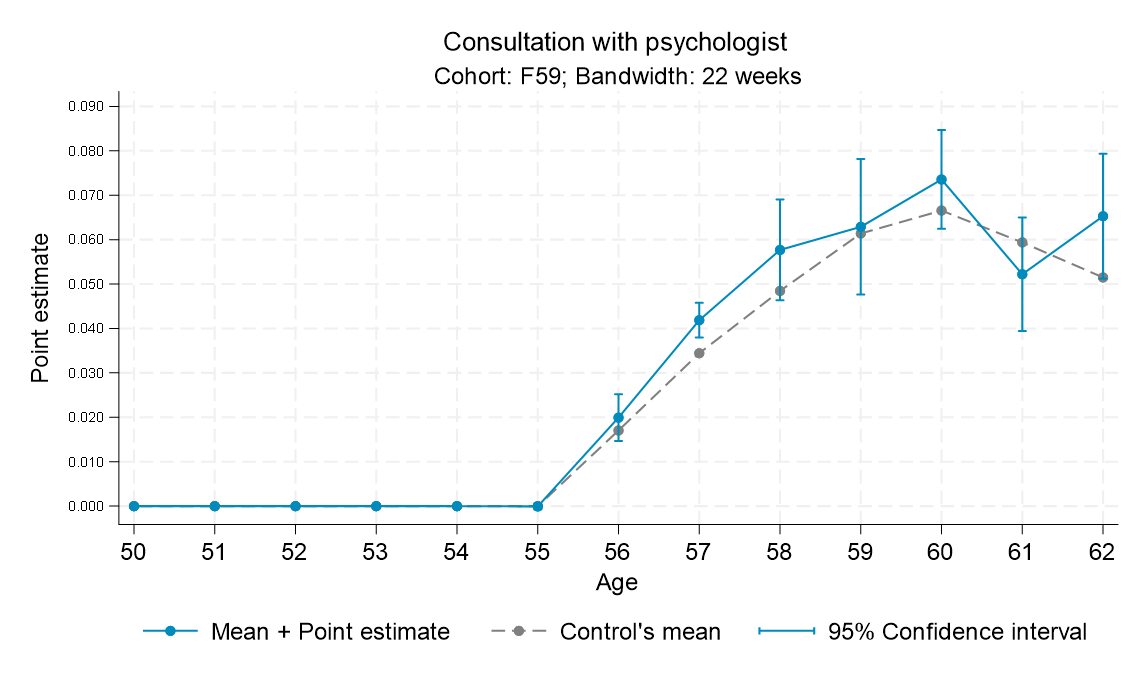 Consultation with psychologist
Cohort: F59; Bandwidth: 22 weeks
Point estimate
0.090
0.080
0.070
0.060
0.050
0.040
0.030
0.020
0.010
0.000
50 51 52 53 54 55 56 57 58 59 60 61 62
Age
Mean + Point estimate Control's mean 95% Confidence interval